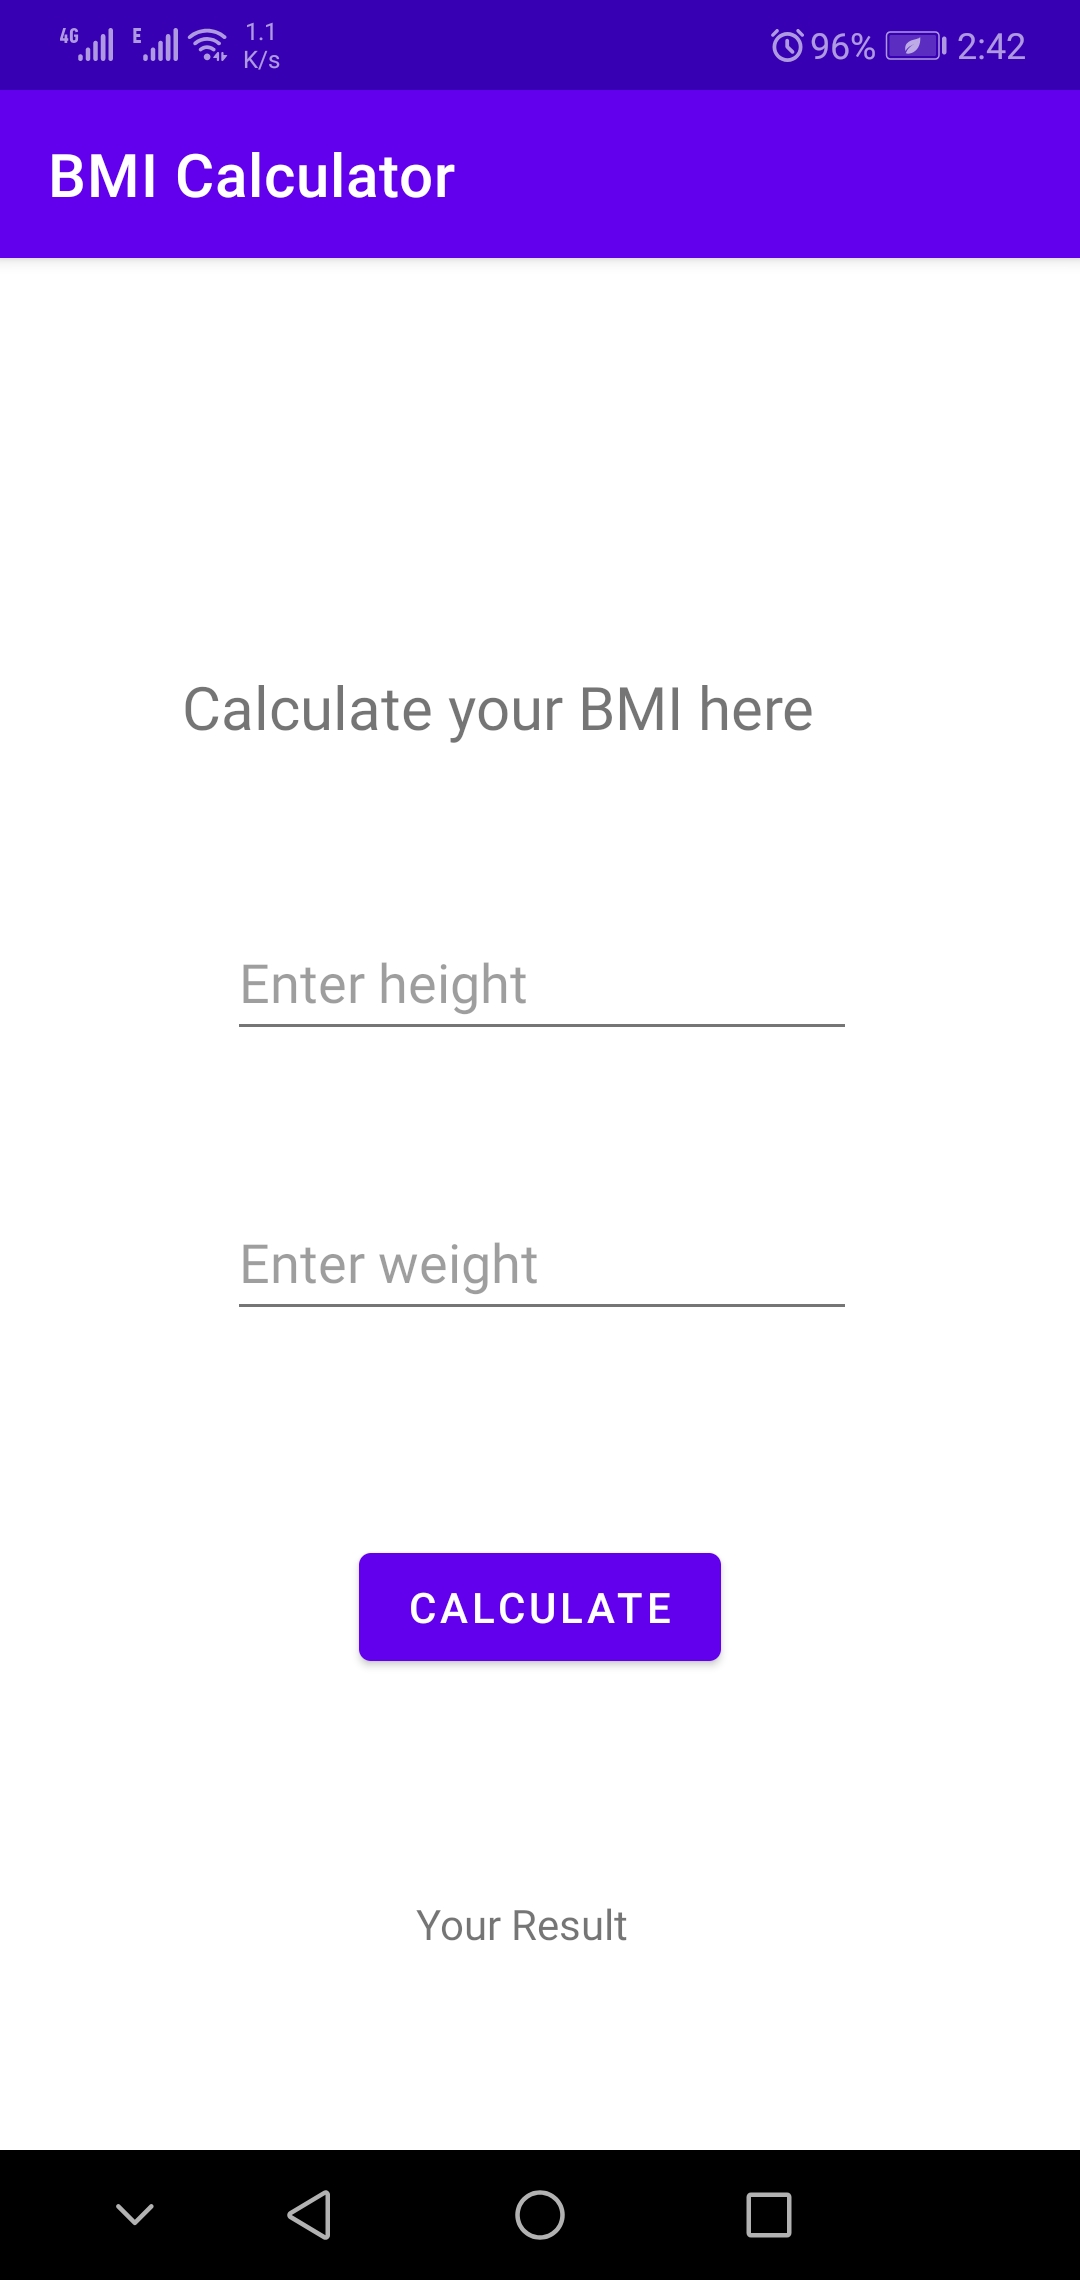 4G E 1.1 K/s 96% 2:42
BMI Calculator
Calculate your BMI here
Enter height
Enter weight
CALCULATE
Your Result